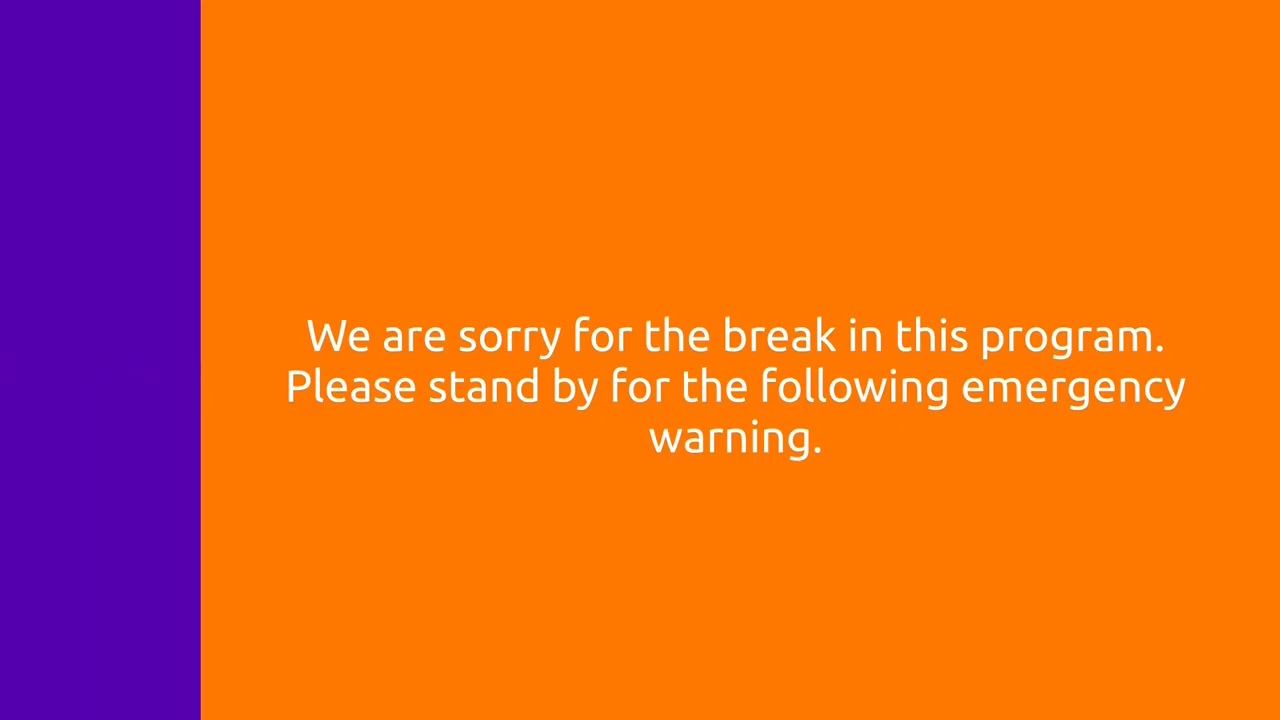 We are sorry for the break in this program.
Please stand by for the following emergency
warning.